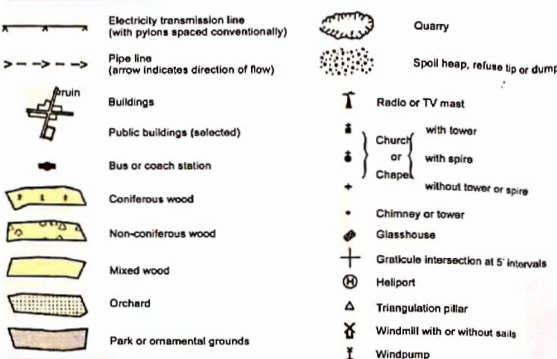 Electricity transmission line
(with pylons spaced conventionally)
Pipe line
(arrow indicates direction of flow)
ruin
Buildings
Public buildings (selected)
Bus or coach station
Coniferous wood
Non-coniferous wood
Mixed wood
Orchard
Park or ornamental grounds
Quarry
Spoil heap, refuse tip or dump
Radio or TV mast
Church
or
Chapel
with tower
with spire
without tower or spire
Chimney or tower
Glasshouse
Graticule intersection at 5' intervals
H
Heliport
Triangulation pillar
Windmill with or without sails
Windpump